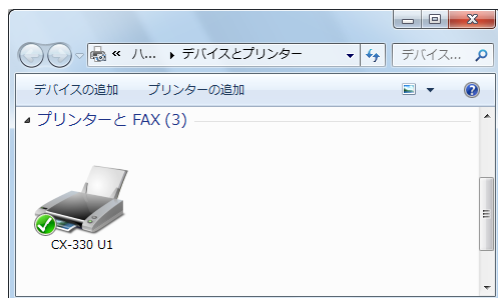 « ハ... ▸ デバイスとプリンター
デバイス...
デバイスの追加 プリンターの追加
プリンターと FAX (3)
CX-330 U1